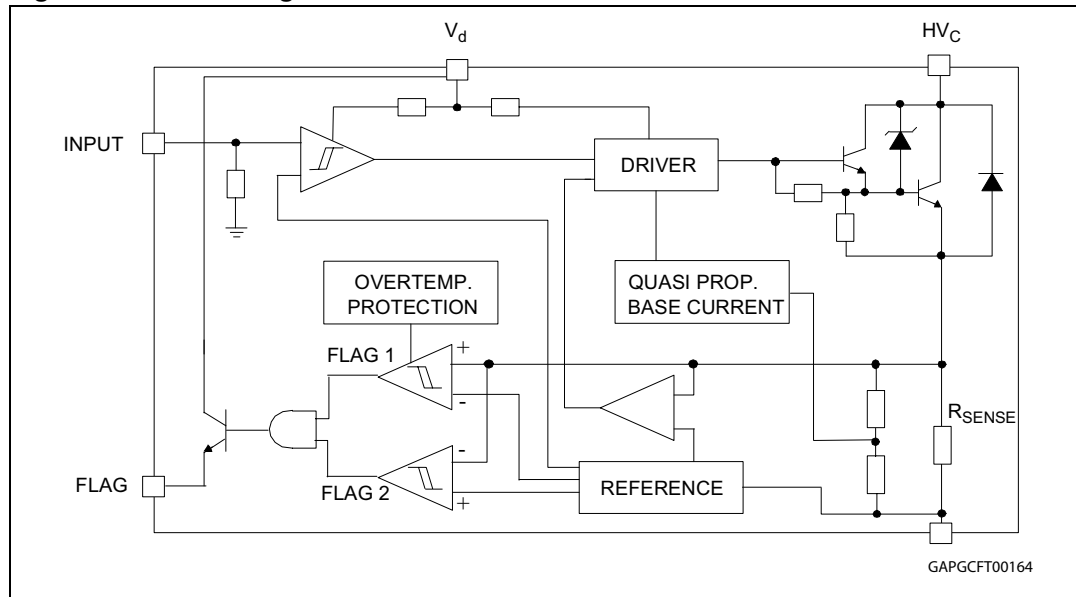 V_d
HV_C
INPUT
DRIVER
OVERTEMP.
PROTECTION
QUASI PROP.
BASE CURRENT
FLAG 1
+
-
R_SENSE
-
FLAG
FLAG 2
+
REFERENCE
GAPGCFT00164